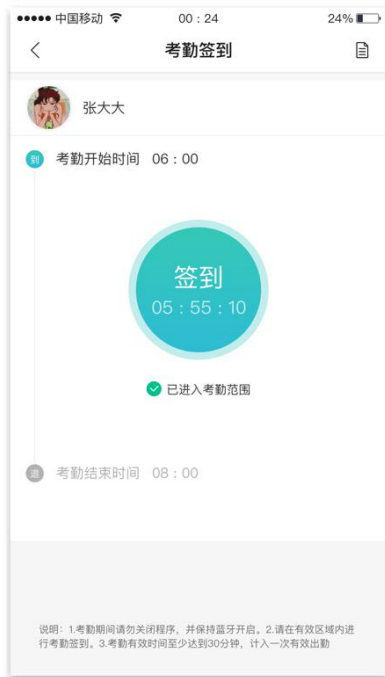 中国移动 00 : 24 24%
考勤签到
张大大
到 考勤开始时间 06 : 00
签到
05 : 55 : 10
已进入考勤范围
退 考勤结束时间 08 : 00
说明: 1.考勤期间请勿关闭程序, 并保持蓝牙开启。2.请在有效区域内进
行考勤签到。3.考勤有效时间至少达到30分钟, 计入一次有效出勤